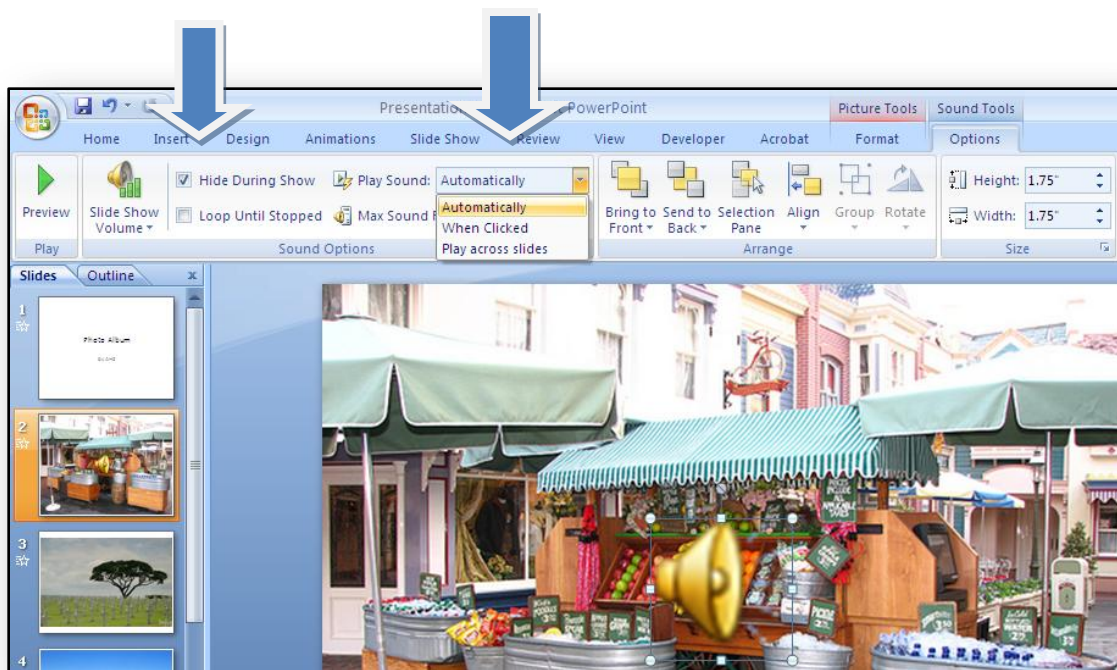 Presentation PowerPoint Picture Tools Sound Tools
Home Insert Design Animations Slide Show Review View Developer Acrobat Format Options
Preview
Slide Show Volume
Hide During Show
Loop Until Stopped
Play Sound: Automatically
Max Sound
Automatically
When Clicked
Play across slides
Bring to Front
Send to Back
Selection Pane
Align
Group
Rotate
Height: 1.75"
Width: 1.75"
Play Sound Options Arrange Size
Slides Outline x
1
Photo Album
2
3
4
PICKLE